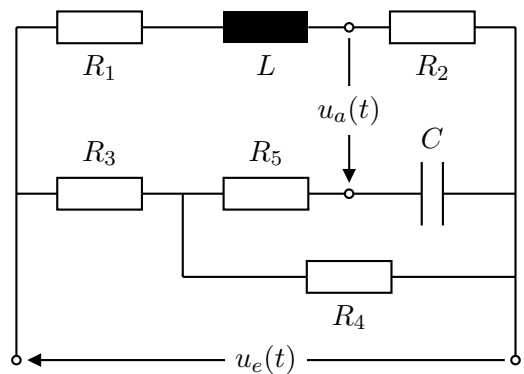 R₁ L R₂
uₐ(t)
R₃ R₅ C
R₄
uₑ(t)